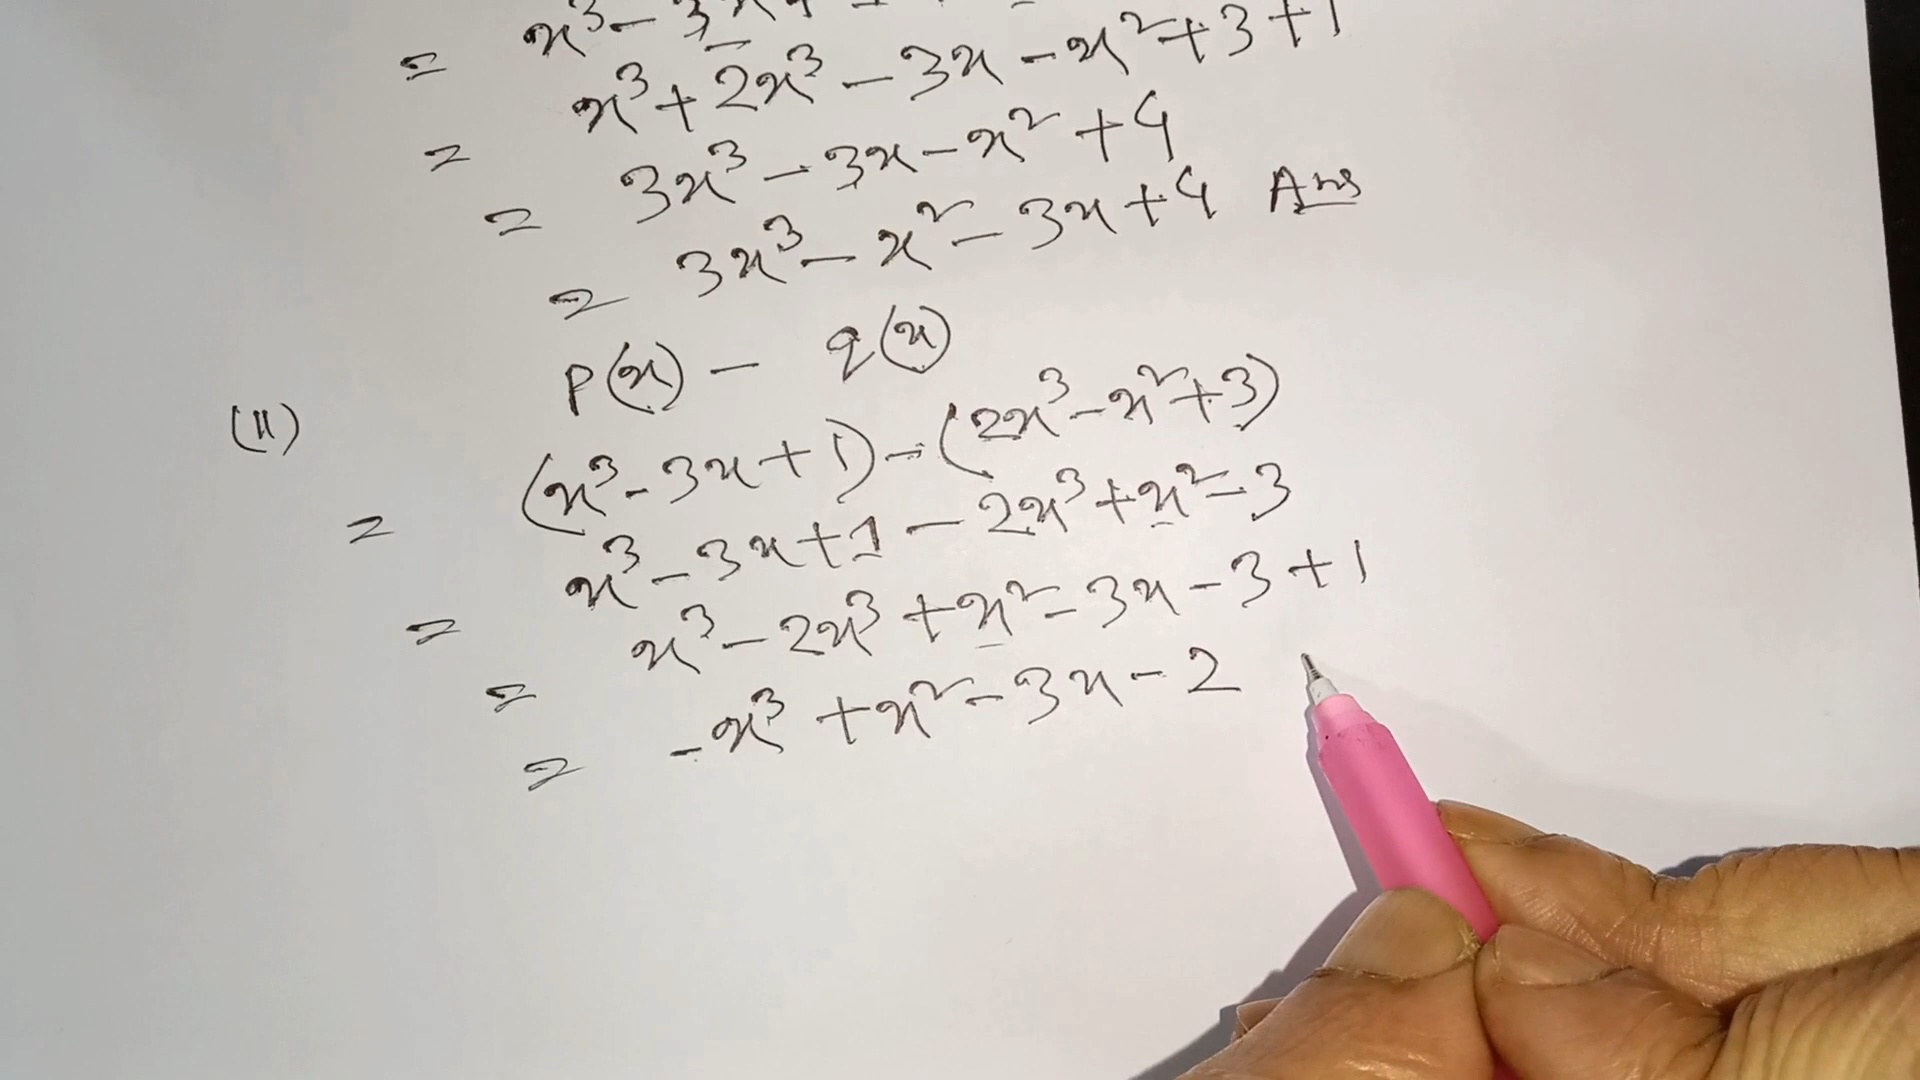 x³ - 3x
= x³ + 2x³ - 3x - x² + 3 + 1
= 3x³ - 3x - x² + 4
= 3x³ - x² - 3x + 4 Ans
=
(II) p(x) - q(x)
(x³ - 3x + 1) - (2x³ - x² + 3)
= x³ - 3x + 1 - 2x³ + x² - 3
= x³ - 2x³ + x² - 3x - 3 + 1
= -x³ + x² - 3x - 2
=